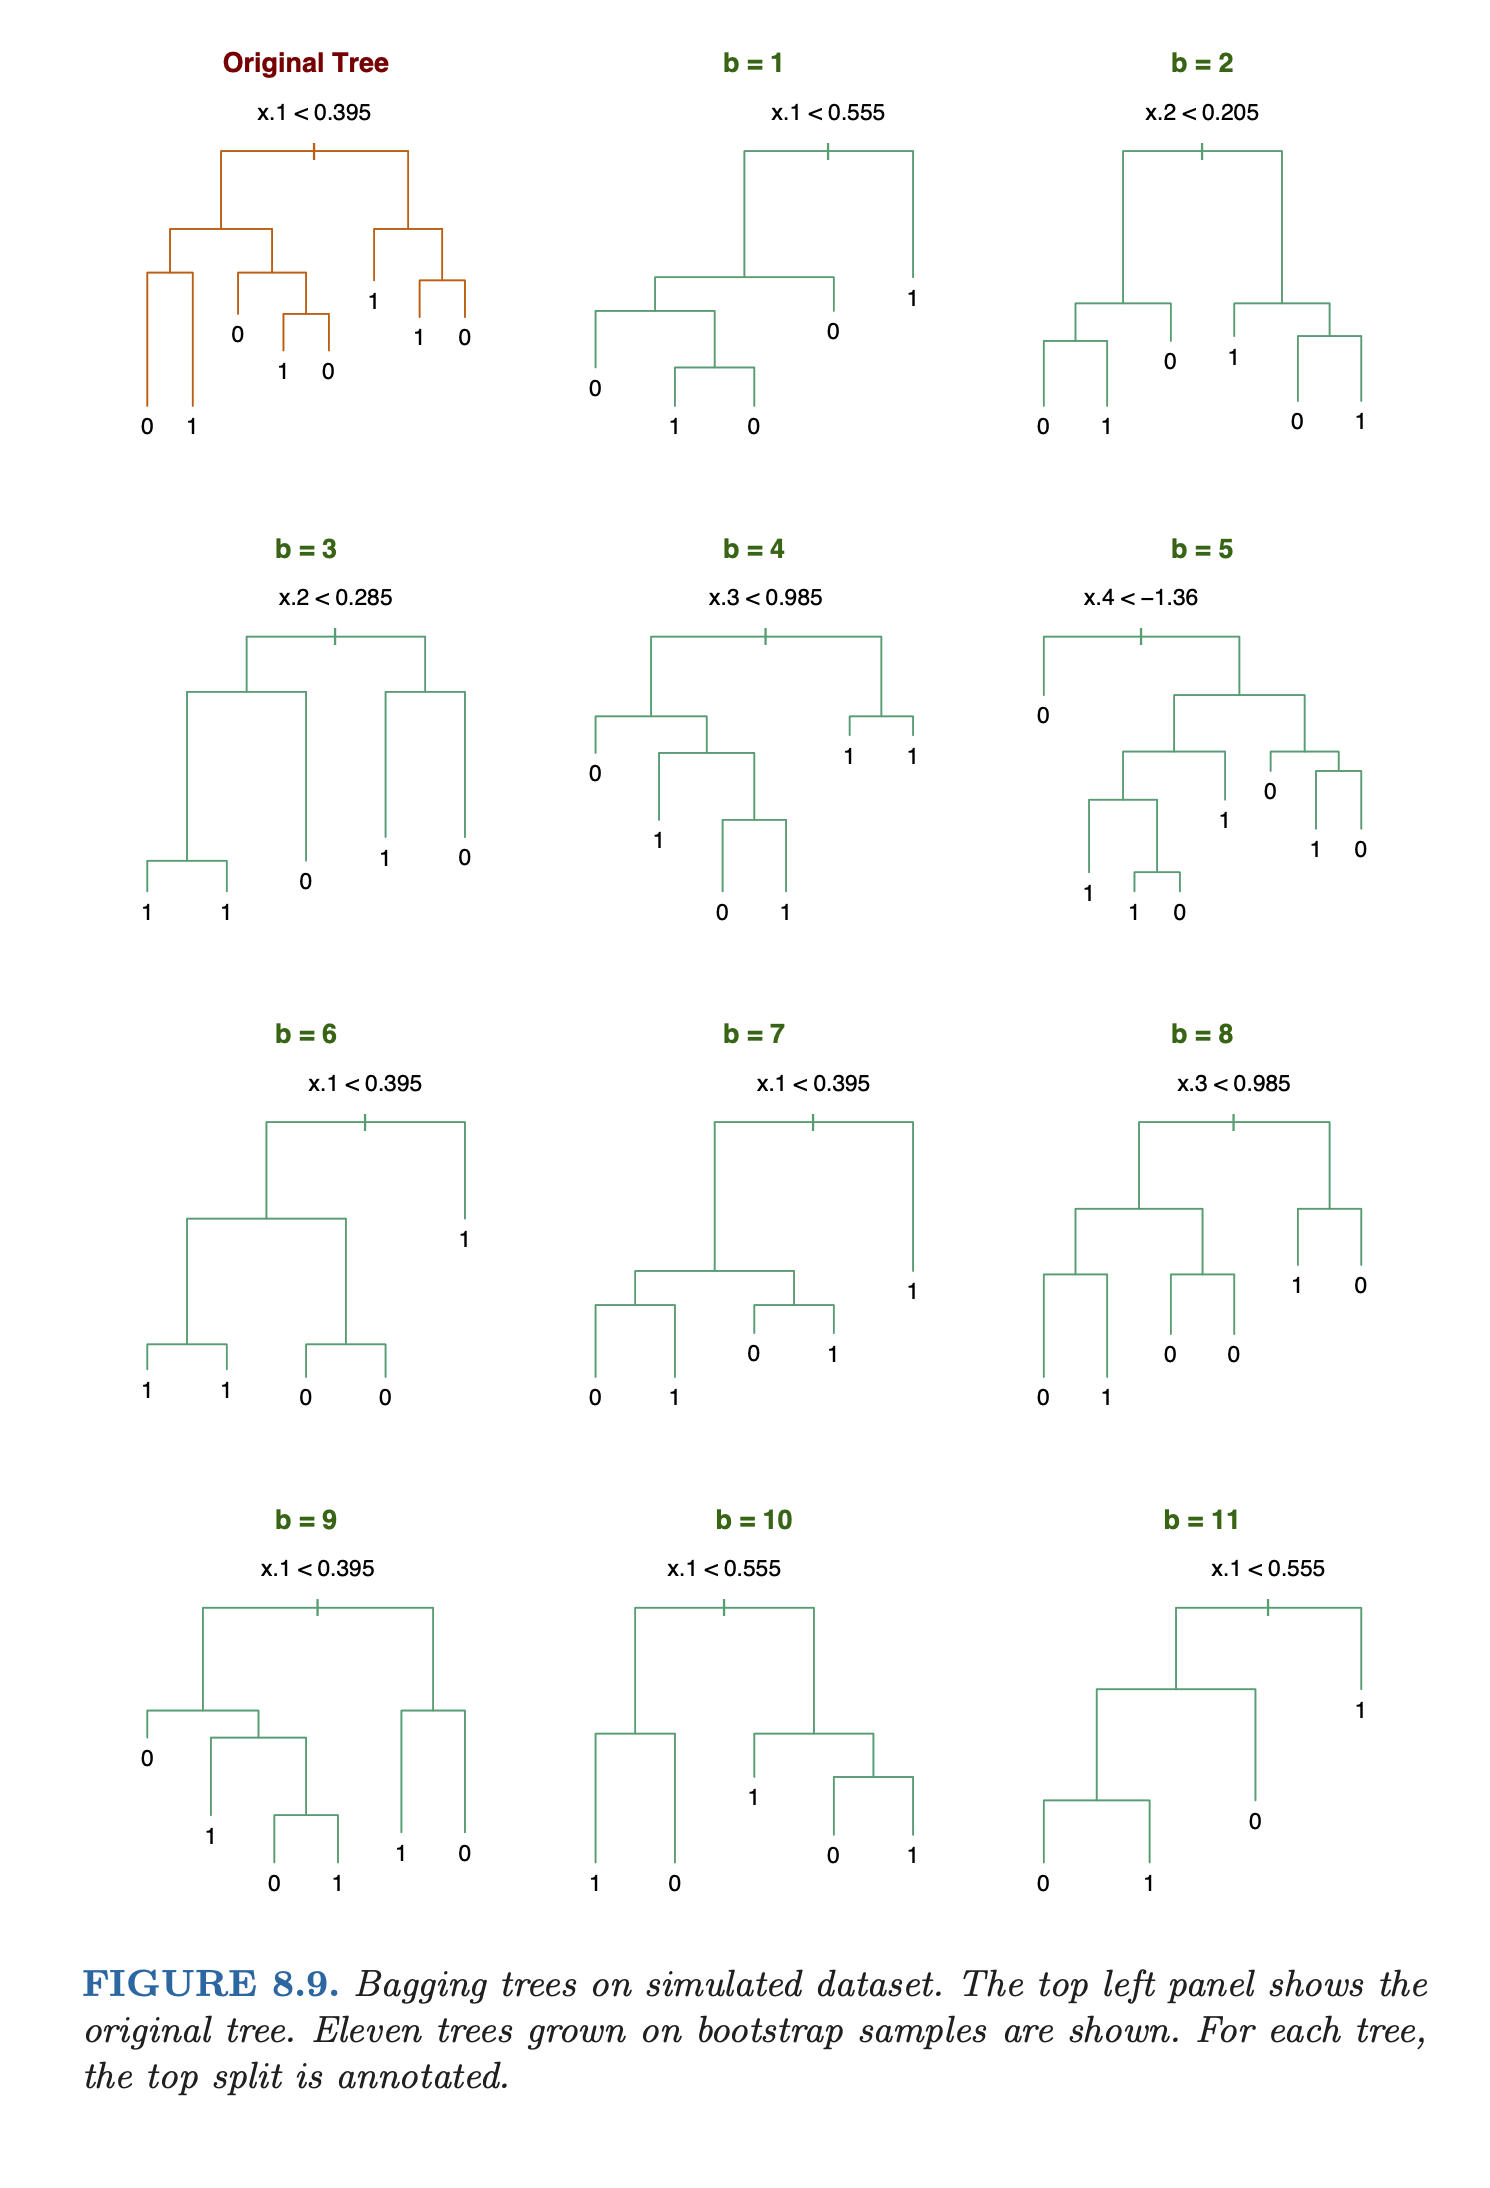 Original Tree
b = 1
b = 2
x.1 < 0.395
x.1 < 0.555
x.2 < 0.205
0 1
0
1 0
1
1 0
0
1 0
0
1
0 1
0
1
0 1
b = 3
b = 4
b = 5
x.2 < 0.285
x.3 < 0.985
x.4 < −1.36
1 1
0
1 0
0
1
0 1
1 1
0
1
1 0
1
0
1 0
b = 6
b = 7
b = 8
x.1 < 0.395
x.1 < 0.395
x.3 < 0.985
1 1
0 0
1
0 1
0 1
1
0 1
0 0
1 0
b = 9
b = 10
b = 11
x.1 < 0.395
x.1 < 0.555
x.1 < 0.555
0
1
0 1
1 0
1 0
1
0 1
0 1
0
1
FIGURE 8.9. Bagging trees on simulated dataset. The top left panel shows the
original tree. Eleven trees grown on bootstrap samples are shown. For each tree,
the top split is annotated.